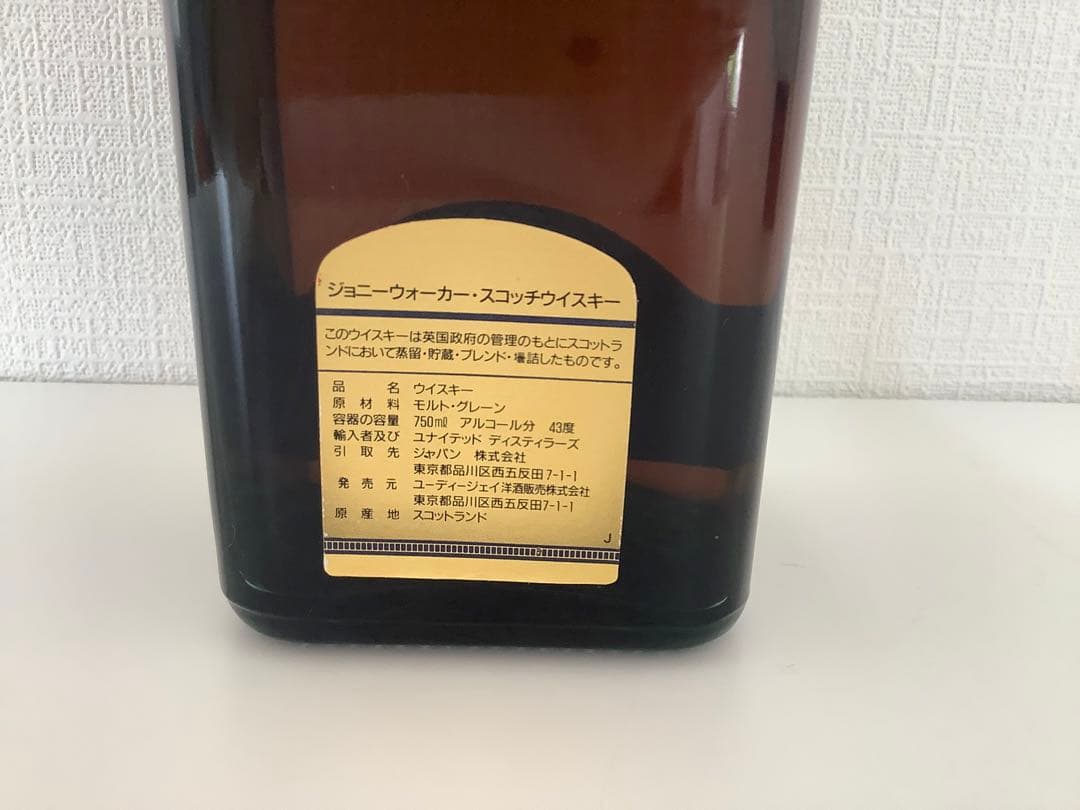 ジョニーウォーカー・スコッチウイスキー
このウイスキーは英国政府の管理のもとにスコットラ
ンドにおいて蒸留・貯蔵・ブレンド・壜詰したものです。
品名 ウイスキー
原材料 モルト・グレーン
容器の容量 750mℓ アルコール分 43度
輸入者及び ユナイテッド ディスティラーズ
引取先 ジャパン 株式会社
東京都品川区西五反田7-1-1
発売元 ユーディージェイ洋酒販売株式会社
東京都品川区西五反田7-1-1
原産地 スコットランド
J